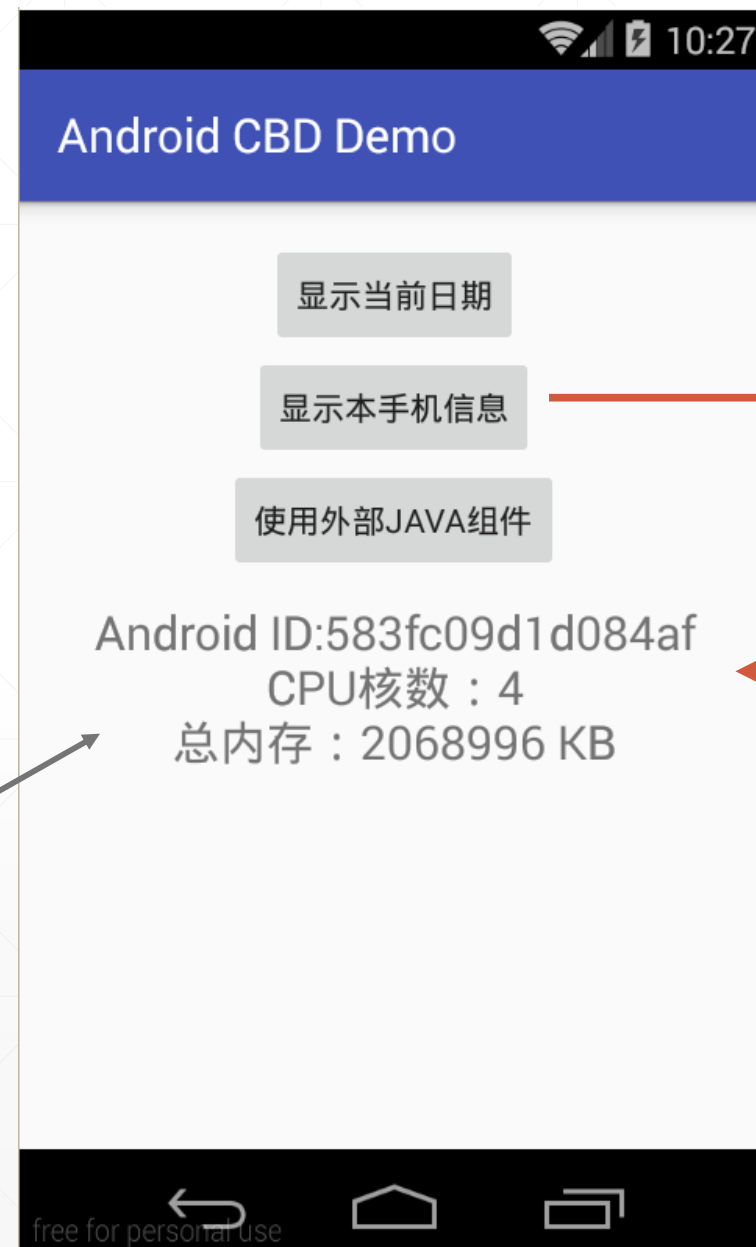 10:27
Android CBD Demo
显示当前日期
显示本手机信息
使用外部JAVA组件
Android ID:583fc09d1d084af
CPU核数：4
总内存：2068996 KB
free for personal use